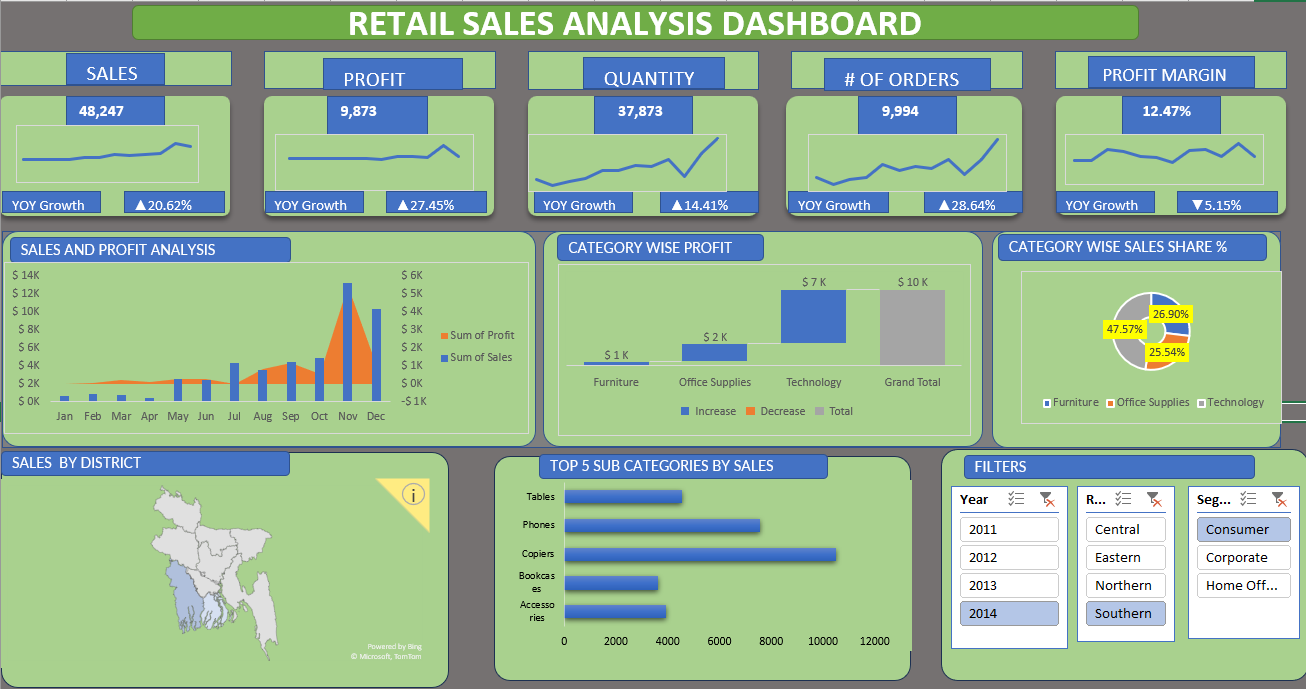 RETAIL SALES ANALYSIS DASHBOARD
SALES
PROFIT
QUANTITY
# OF ORDERS
PROFIT MARGIN
48,247
9,873
37,873
9,994
12.47%
YOY Growth ▲20.62%
YOY Growth ▲27.45%
YOY Growth ▲14.41%
YOY Growth ▲28.64%
YOY Growth ▼5.15%
SALES AND PROFIT ANALYSIS
$ 14K
$ 12K
$ 10K
$ 8K
$ 6K
$ 4K
$ 2K
$ 0K
$ 6K
$ 5K
$ 4K
$ 3K
$ 2K
$ 1K
$ 0K
-$ 1K
Sum of Profit
Sum of Sales
Jan Feb Mar Apr May Jun Jul Aug Sep Oct Nov Dec
CATEGORY WISE PROFIT
$ 1 K
$ 2 K
$ 7 K
$ 10 K
Furniture Office Supplies Technology Grand Total
Increase Decrease Total
CATEGORY WISE SALES SHARE %
26.90%
47.57%
25.54%
Furniture Office Supplies Technology
SALES BY DISTRICT
i
Powered by Bing
© Microsoft, TomTom
TOP 5 SUB CATEGORIES BY SALES
Tables
Phones
Copiers
Bookcas
es
Accesso
ries
0 2000 4000 6000 8000 10000 12000
FILTERS
Year
2011
2012
2013
2014
R...
Central
Eastern
Northern
Southern
Seg...
Consumer
Corporate
Home Off...